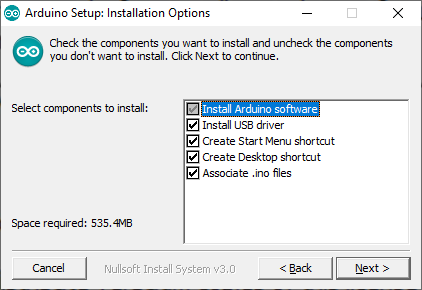 Arduino Setup: Installation Options
Check the components you want to install and uncheck the components
you don't want to install. Click Next to continue.
Select components to install:
Install Arduino software
Install USB driver
Create Start Menu shortcut
Create Desktop shortcut
Associate .ino files
Space required: 535.4MB
Cancel
Nullsoft Install System v3.0
< Back
Next >